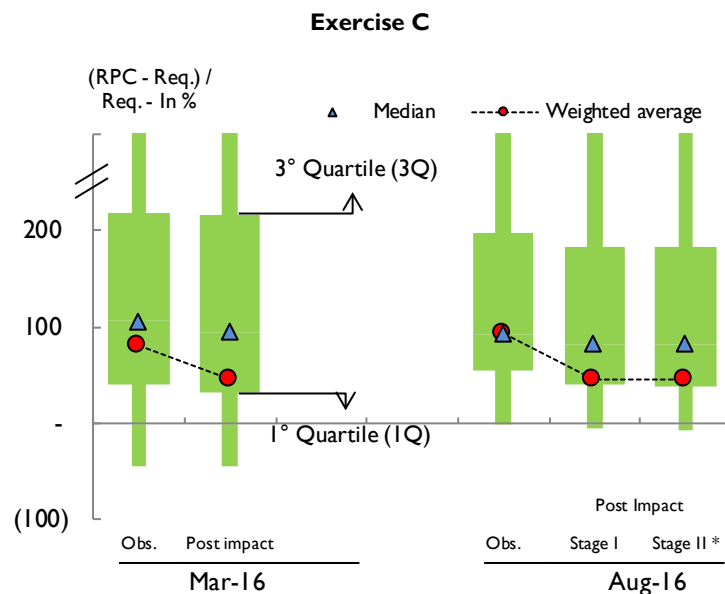 Exercise C
(RPC - Req.) /
Req. - In %
Median
Weighted average
3° Quartile (3Q)
200
100
-
1° Quartile (1Q)
(100)
Post Impact
Obs.
Post impact
Obs.
Stage I
Stage II *
Mar-16
Aug-16